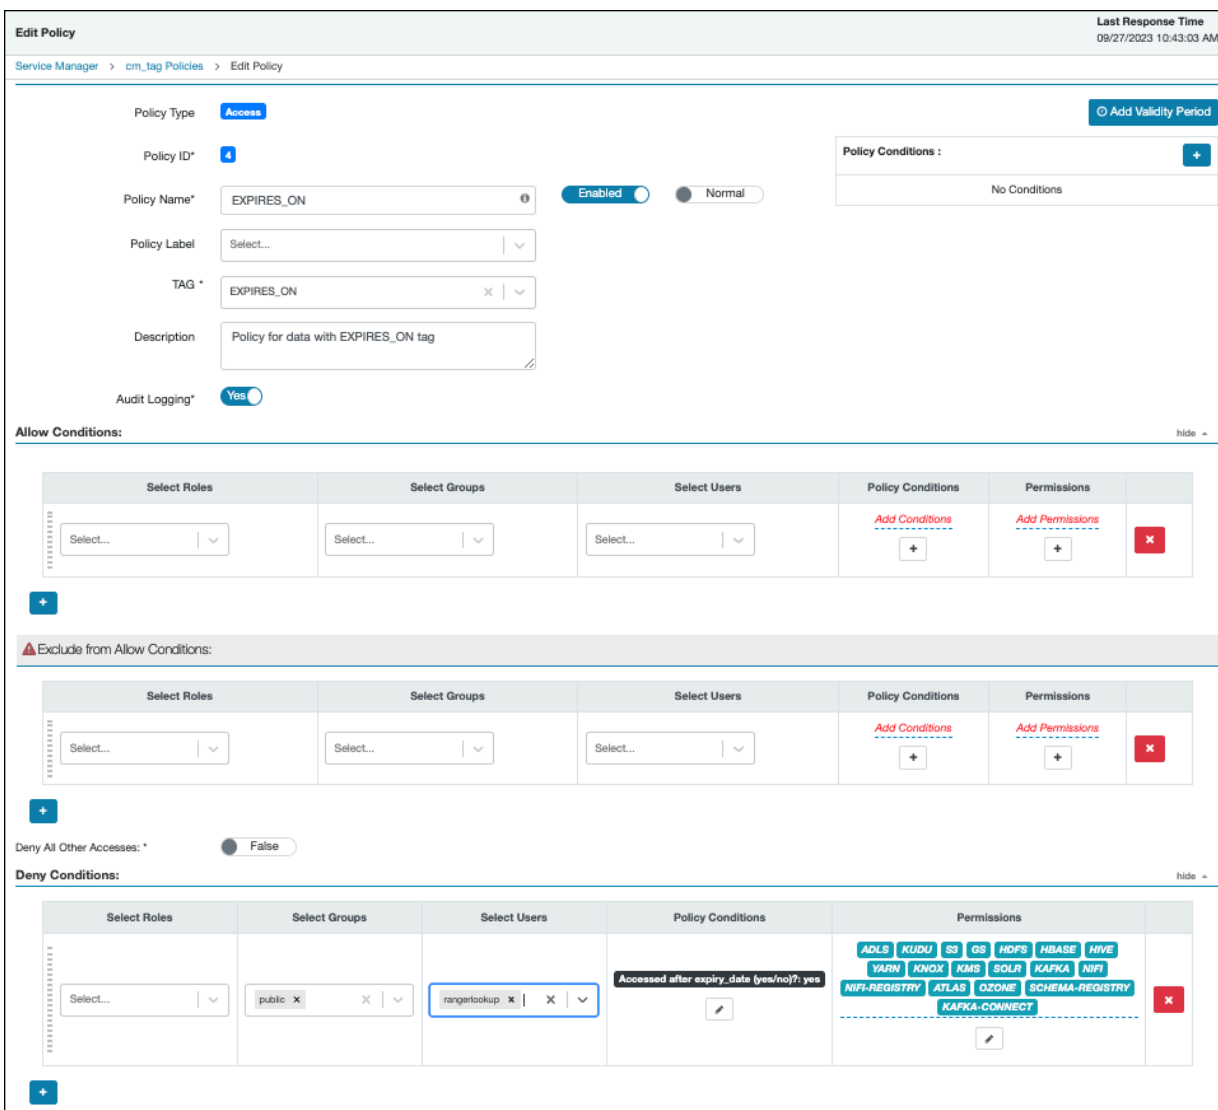 Edit Policy
Last Response Time
09/27/2023 10:43:03 AM
Service Manager > cm_tag Policies > Edit Policy
Policy Type Access
Add Validity Period
Policy ID* 4
Policy Conditions :
+
No Conditions
Policy Name* EXPIRES_ON Enabled Normal
Policy Label Select...
TAG * EXPIRES_ON
Description Policy for data with EXPIRES_ON tag
Audit Logging* Yes
Allow Conditions: hide
Select Roles Select Groups Select Users Policy Conditions Permissions
Add Conditions Add Permissions
Select... Select... Select...
+ +
+
Exclude from Allow Conditions:
Select Roles Select Groups Select Users Policy Conditions Permissions
Add Conditions Add Permissions
Select... Select... Select...
+ +
+
Deny All Other Accesses: * False
Deny Conditions: hide
Select Roles Select Groups Select Users Policy Conditions Permissions
Select... public × rangerlookup × Accessed after expiry_date (yes/no)?: yes
ADLS KUDU S3 GS HDFS HBASE HIVE
YARN KNOX KMS SOLR KAFKA NIFI
NIFI-REGISTRY ATLAS OZONE SCHEMA-REGISTRY
KAFKA-CONNECT
+